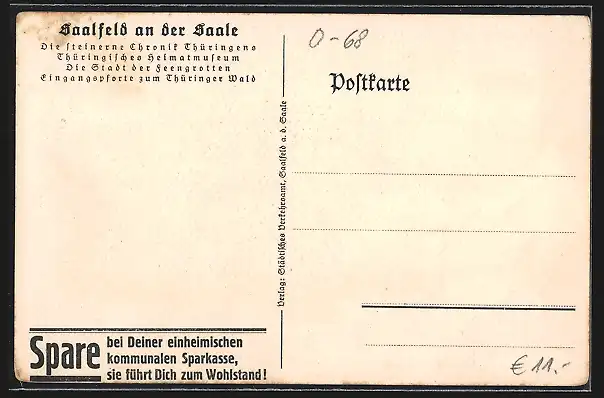 Saalfeld an der Saale
Die steinerne Chronik Thüringens
Thüringisches Heimatmuseum
Die Stadt der Feengrotten
Eingangspforte zum Thüringer Wald
O-68
Postkarte
Verlag: Städtisches Verkehrsamt, Saalfeld a. d. Saale
Spare
bei Deiner einheimischen
kommunalen Sparkasse,
sie führt Dich zum Wohlstand!
€ 11.-